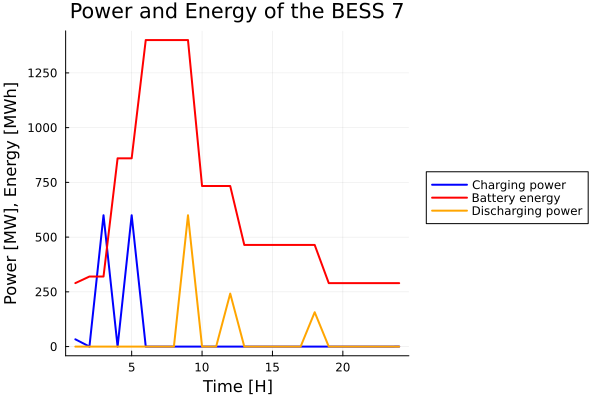 Power and Energy of the BESS 7
Power [MW], Energy [MWh]
1250
1000
750
500
250
0
5
10
15
20
Time [H]
Charging power
Battery energy
Discharging power